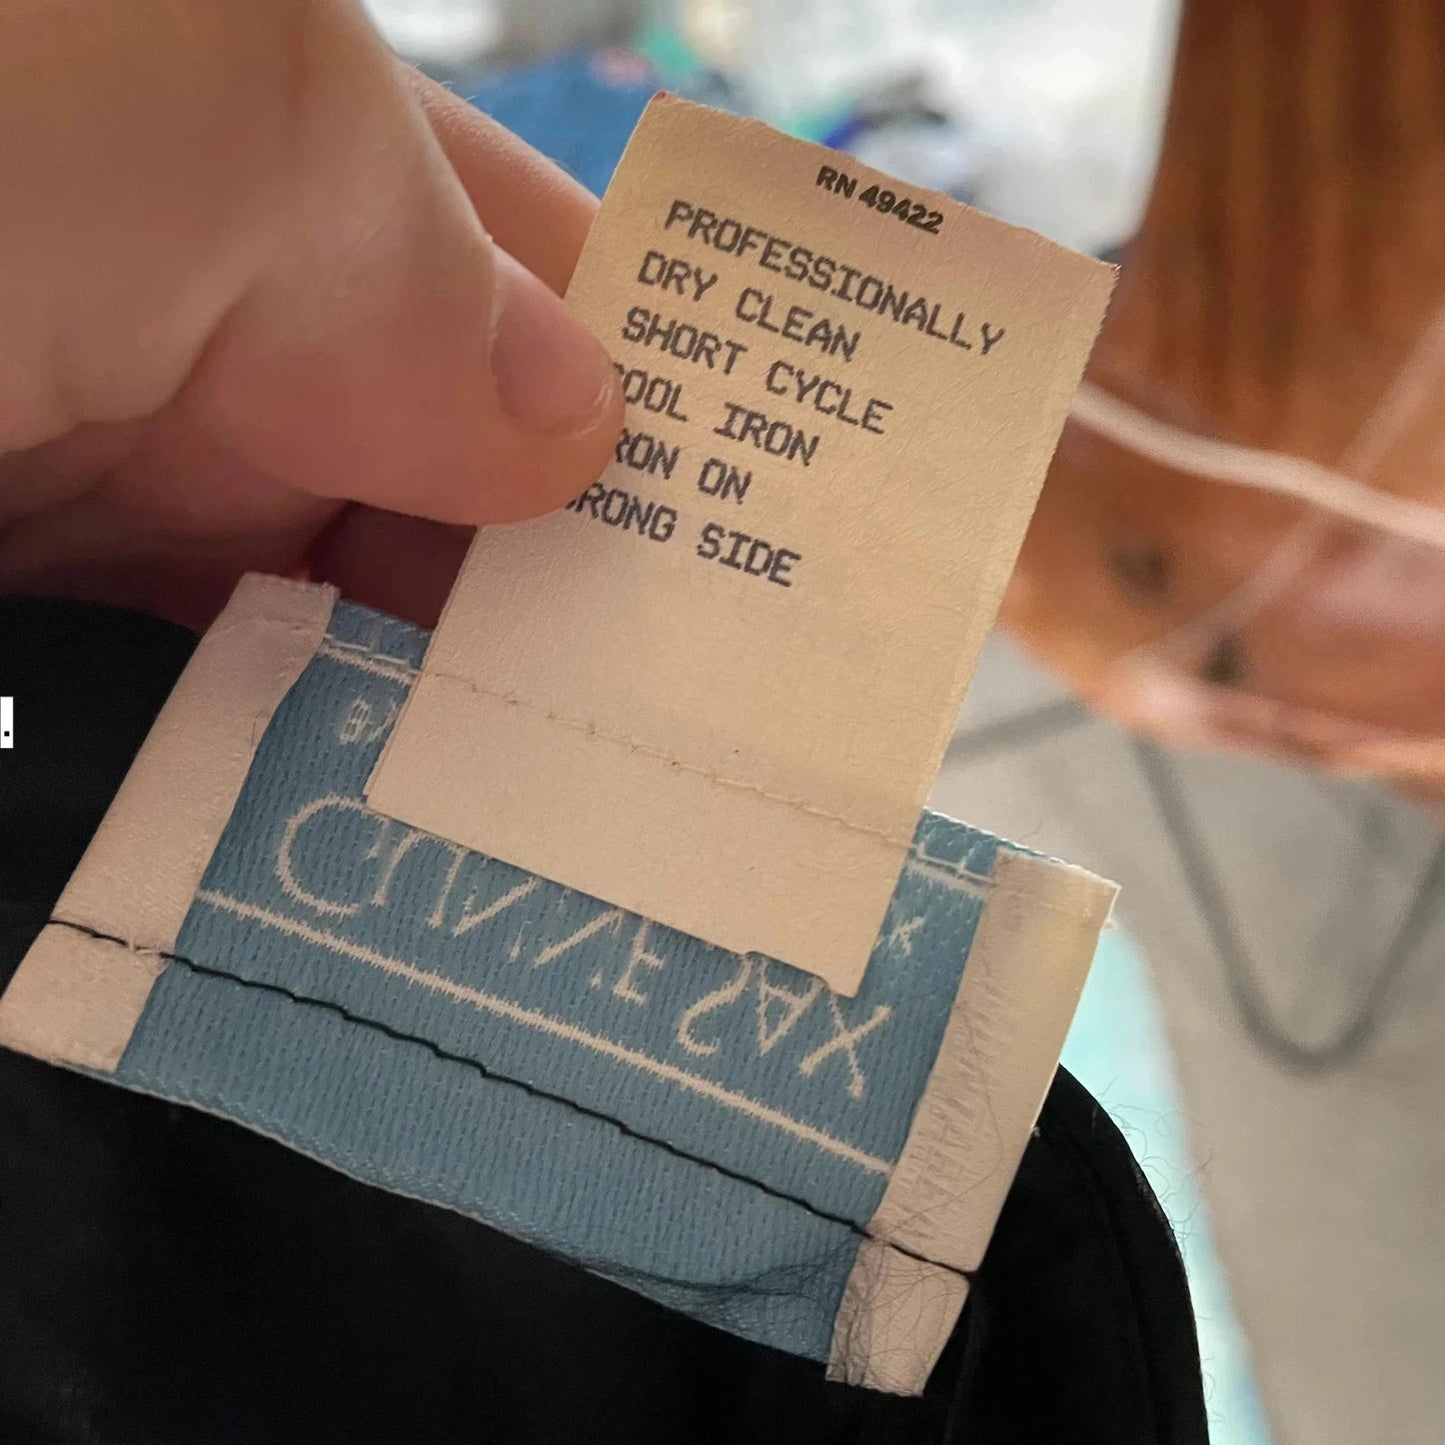 RN 49422
PROFESSIONALLY
DRY CLEAN
SHORT CYCLE
OOL IRON
RON ON
RONG SIDE